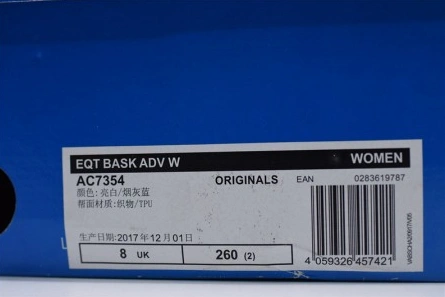 EQT BASK ADV W WOMEN
AC7354 ORIGINALS EAN 0283619787
颜色: 亮白/烟灰蓝
帮面材质: 织物/TPU
生产日期: 2017年12月01日
8 UK 260 (2)
4 059326 457421